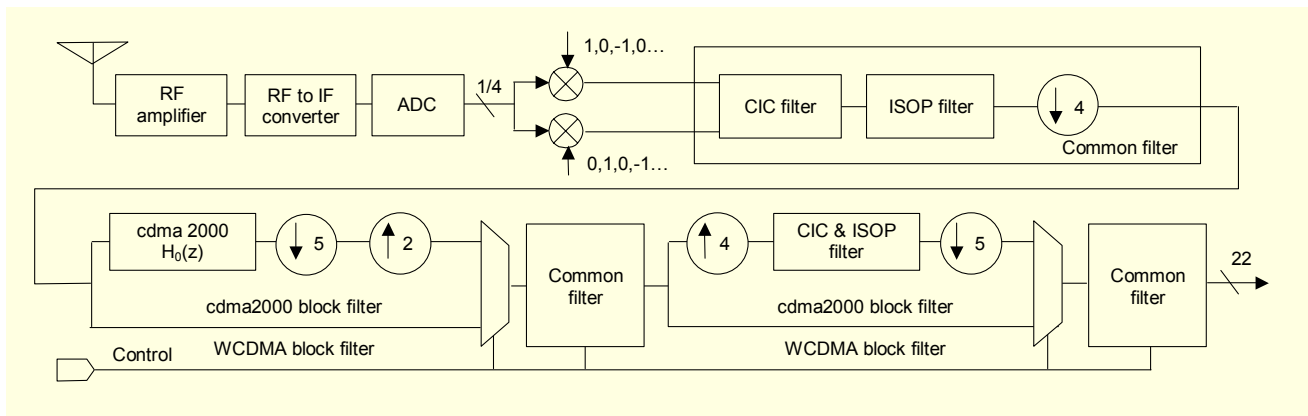 RF
amplifier
RF to IF
converter
ADC
1/4
1,0,-1,0…
0,1,0,-1…
CIC filter
ISOP filter
4
Common filter
cdma 2000
H₀(z)
5
2
cdma2000 block filter
WCDMA block filter
Common
filter
4
CIC & ISOP
filter
5
cdma2000 block filter
WCDMA block filter
Common
filter
22
Control